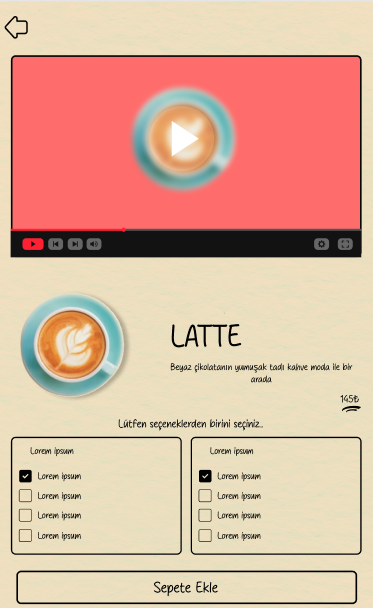 LATTE
Beyaz çikolatanın yumuşak tadı kahve moda ile bir
arada
145₺
Lütfen seçeneklerden birini seçiniz..
Lorem ipsum
Lorem ipsum
Lorem ipsum
Lorem ipsum
Lorem ipsum
Lorem ipsum
Lorem ipsum
Lorem ipsum
Lorem ipsum
Lorem ipsum
Sepete Ekle